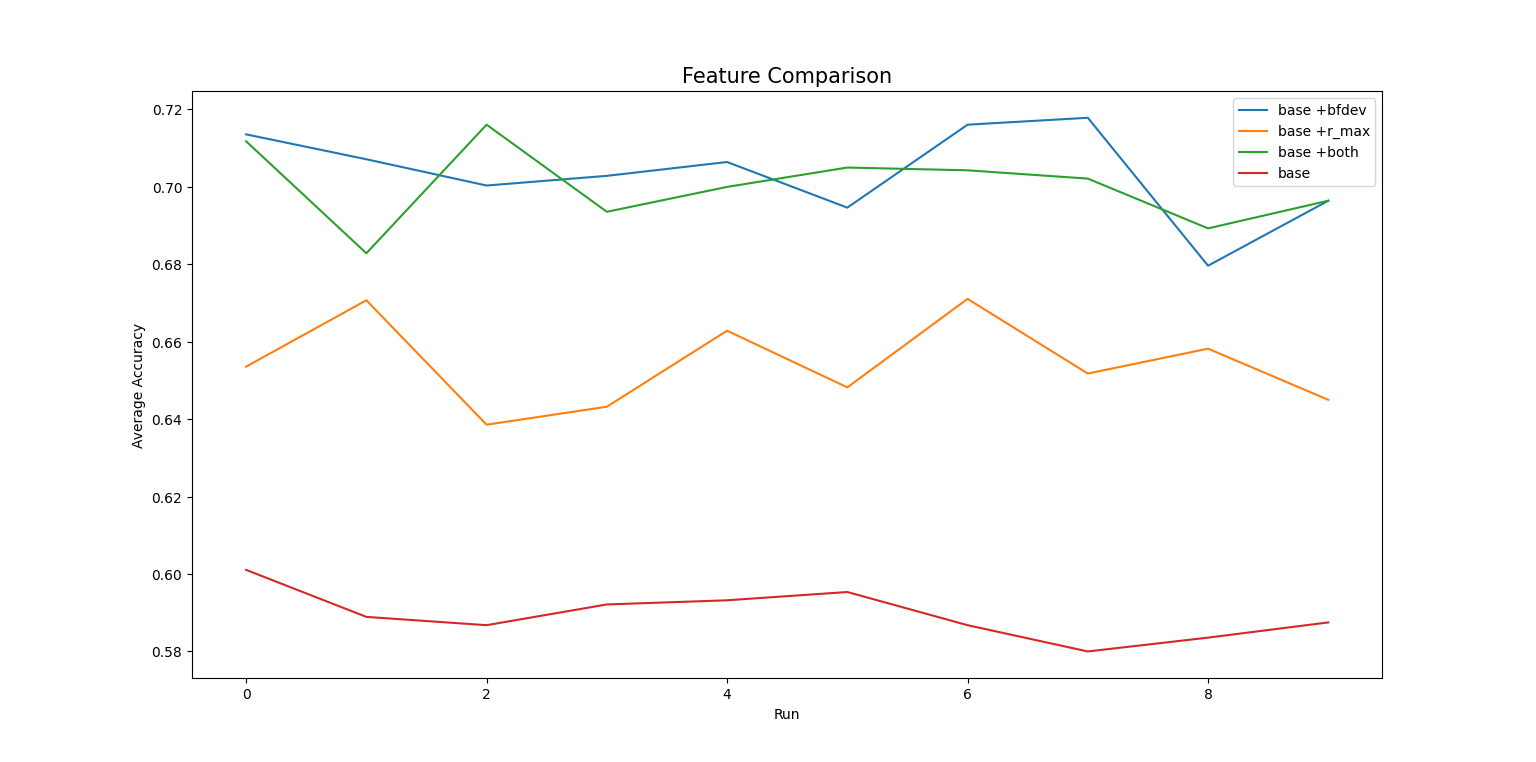 Feature Comparison
0.72
0.70
0.68
0.66
0.64
0.62
0.60
0.58
Average Accuracy
base +bfdev
base +r_max
base +both
base
0 2 4 6 8
Run